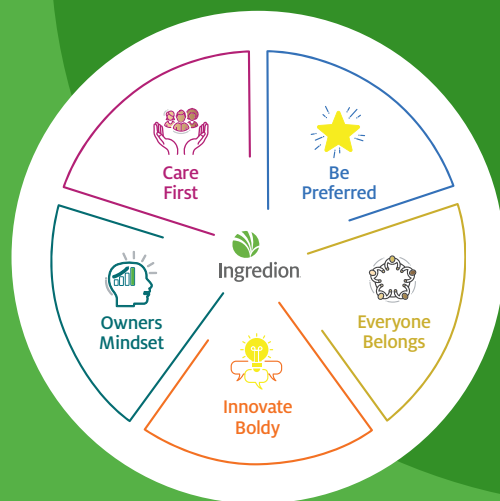 Care
First
Be
Preferred
Ingredion
Owners
Mindset
Everyone
Belongs
Innovate
Boldy